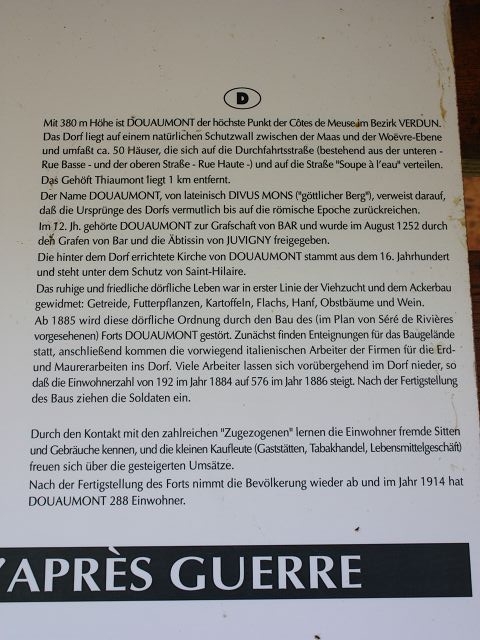 D
Mit 380 m Höhe ist DOUAUMONT der höchste Punkt der Côtes de Meuse im Bezirk VERDUN.
Das Dorf liegt auf einem natürlichen Schutzwall zwischen der Maas und der Woëvre-Ebene
und umfaßt ca. 50 Häuser, die sich auf die Durchfahrtsstraße (bestehend aus der unteren -
Rue Basse - und der oberen Straße - Rue Haute -) und auf die Straße "Soupe à l'eau" verteilen.
Das Gehöft Thiaumont liegt 1 km entfernt.
Der Name DOUAUMONT, von lateinisch DIVUS MONS ("göttlicher Berg"), verweist darauf,
daß die Ursprünge des Dorfs vermutlich bis auf die römische Epoche zurückreichen.
Im 12. Jh. gehörte DOUAUMONT zur Grafschaft von BAR und wurde im August 1252 durch
den Grafen von Bar und die Äbtissin von JUVIGNY freigegeben.
Die hinter dem Dorf errichtete Kirche von DOUAUMONT stammt aus dem 16. Jahrhundert
und steht unter dem Schutz von Saint-Hilaire.
Das ruhige und friedliche dörfliche Leben war in erster Linie der Viehzucht und dem Ackerbau
gewidmet: Getreide, Futterpflanzen, Kartoffeln, Flachs, Hanf, Obstbäume und Wein.
Ab 1885 wird diese dörfliche Ordnung durch den Bau des (im Plan von Séré de Rivières
vorgesehenen) Forts DOUAUMONT gestört. Zunächst finden Enteignungen für das Baugelände
statt, anschließend kommen die vorwiegend italienischen Arbeiter der Firmen für die Erd-
und Maurerarbeiten ins Dorf. Viele Arbeiter lassen sich vorübergehend im Dorf nieder, so
daß die Einwohnerzahl von 192 im Jahr 1884 auf 576 im Jahr 1886 steigt. Nach der Fertigstellung
des Baus ziehen die Soldaten ein.
Durch den Kontakt mit den zahlreichen "Zugezogenen" lernen die Einwohner fremde Sitten
und Gebräuche kennen, und die kleinen Kaufleute (Gaststätten, Tabakhandel, Lebensmittelgeschäft)
freuen sich über die gesteigerten Umsätze.
Nach der Fertigstellung des Forts nimmt die Bevölkerung wieder ab und im Jahr 1914 hat
DOUAUMONT 288 Einwohner.
'APRÈS GUERRE